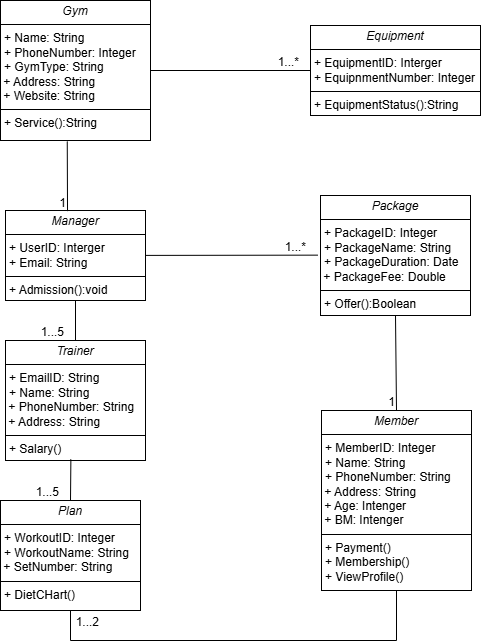 Gym
+ Name: String
+ PhoneNumber: Integer
+ GymType: String
+ Address: String
+ Website: String
+ Service():String
Equipment
+ EquipmentID: Interger
+ EquipnmentNumber: Integer
+ EquipmentStatus():String
1...*
1
Manager
+ UserID: Interger
+ Email: String
+ Admission():void
Package
+ PackageID: Integer
+ PackageName: String
+ PackageDuration: Date
+ PackageFee: Double
+ Offer():Boolean
1...*
1...5
Trainer
+ EmailID: String
+ Name: String
+ PhoneNumber: String
+ Address: String
+ Salary()
1
Member
+ MemberID: Integer
+ Name: String
+ PhoneNumber: String
+ Address: String
+ Age: Intenger
+ BM: Intenger
+ Payment()
+ Membership()
+ ViewProfile()
1...5
Plan
+ WorkoutID: Integer
+ WorkoutName: String
+ SetNumber: String
+ DietCHart()
1...2